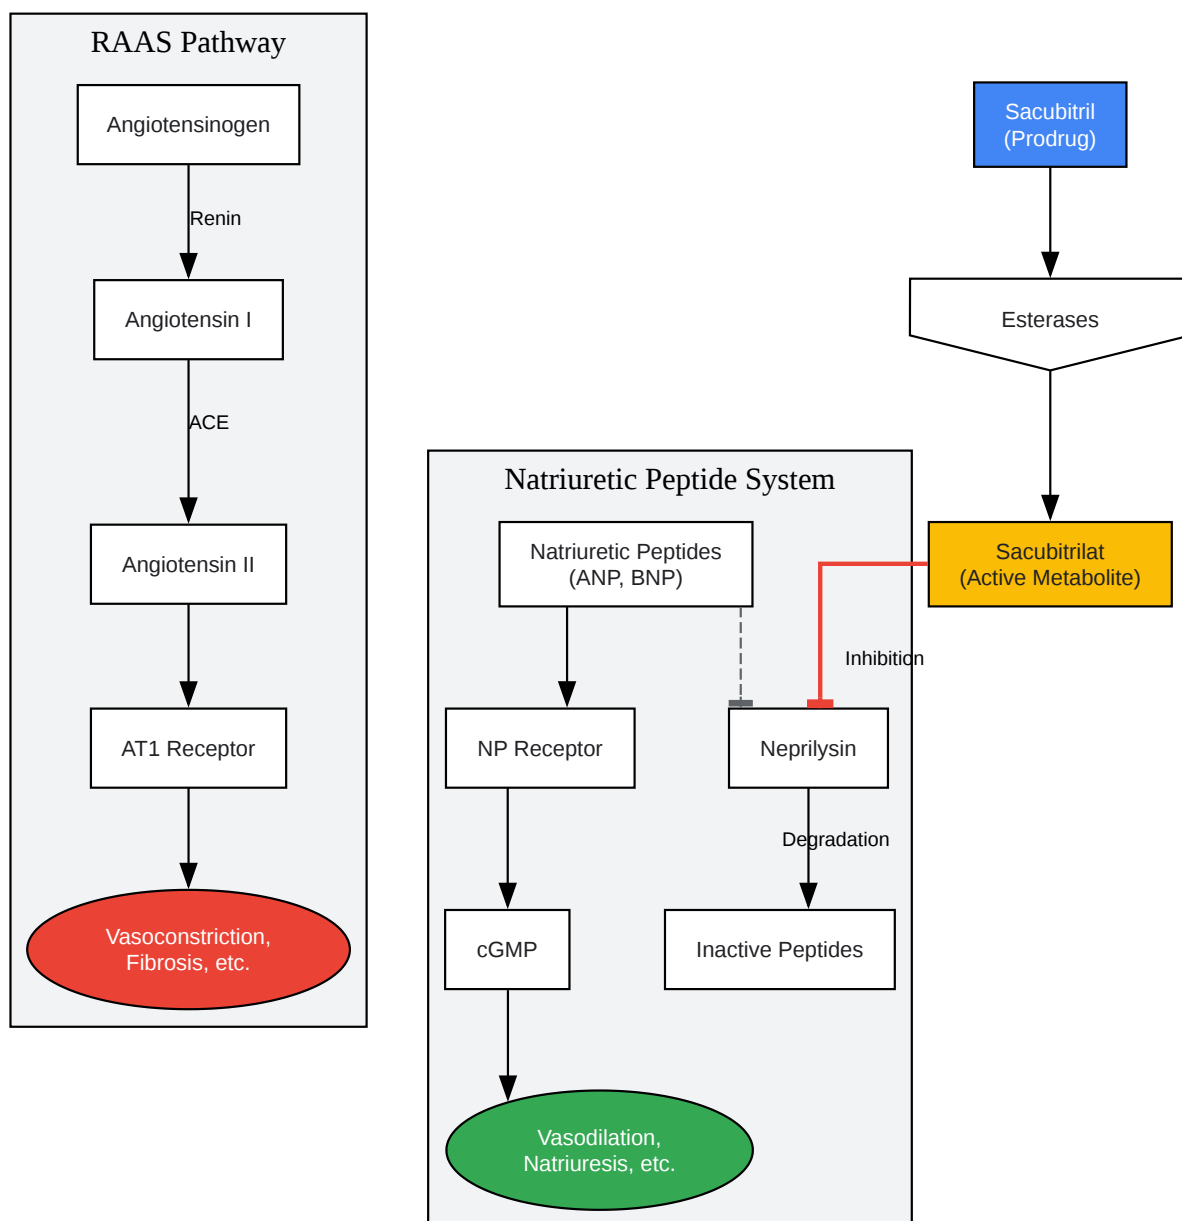 RAAS Pathway
Angiotensinogen
Renin
Angiotensin I
ACE
Angiotensin II
AT1 Receptor
Vasoconstriction,
Fibrosis, etc.
Natriuretic Peptide System
Natriuretic Peptides
(ANP, BNP)
NP Receptor
cGMP
Vasodilation,
Natriuresis, etc.
Inhibition
Neprilysin
Degradation
Inactive Peptides
Sacubitril
(Prodrug)
Esterases
Sacubitrilat
(Active Metabolite)